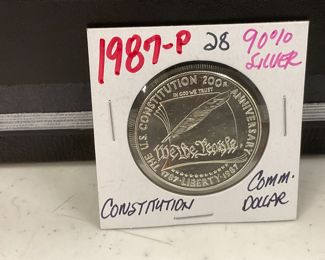 1987-P 28 90% SILVER
THE U.S. CONSTITUTION 200th ANNIVERSARY
IN GOD WE TRUST
We the People
1787·LIBERTY·1987
CONSTITUTION
COMM. DOLLAR